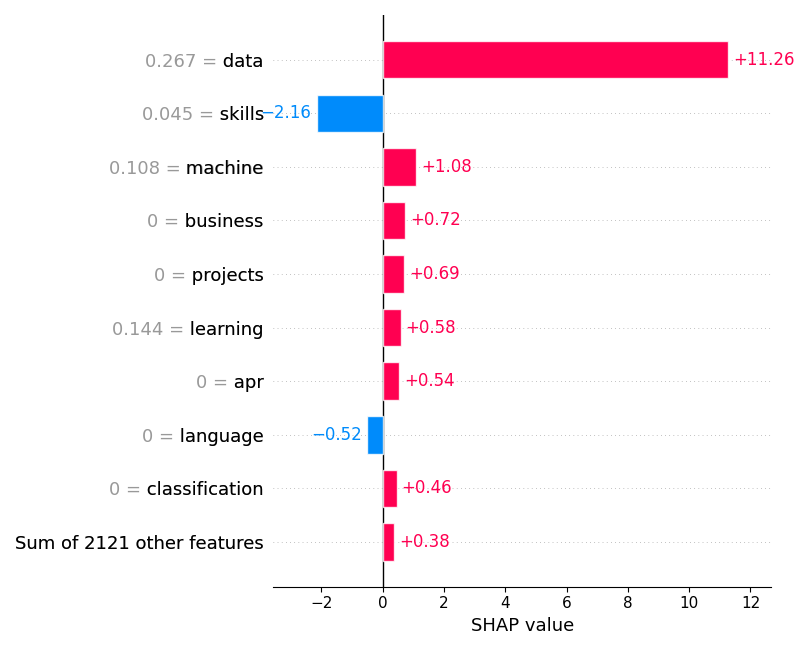 0.267 = data +11.26
0.045 = skills −2.16
0.108 = machine +1.08
0 = business +0.72
0 = projects +0.69
0.144 = learning +0.58
0 = apr +0.54
0 = language −0.52
0 = classification +0.46
Sum of 2121 other features +0.38
−2 0 2 4 6 8 10 12
SHAP value